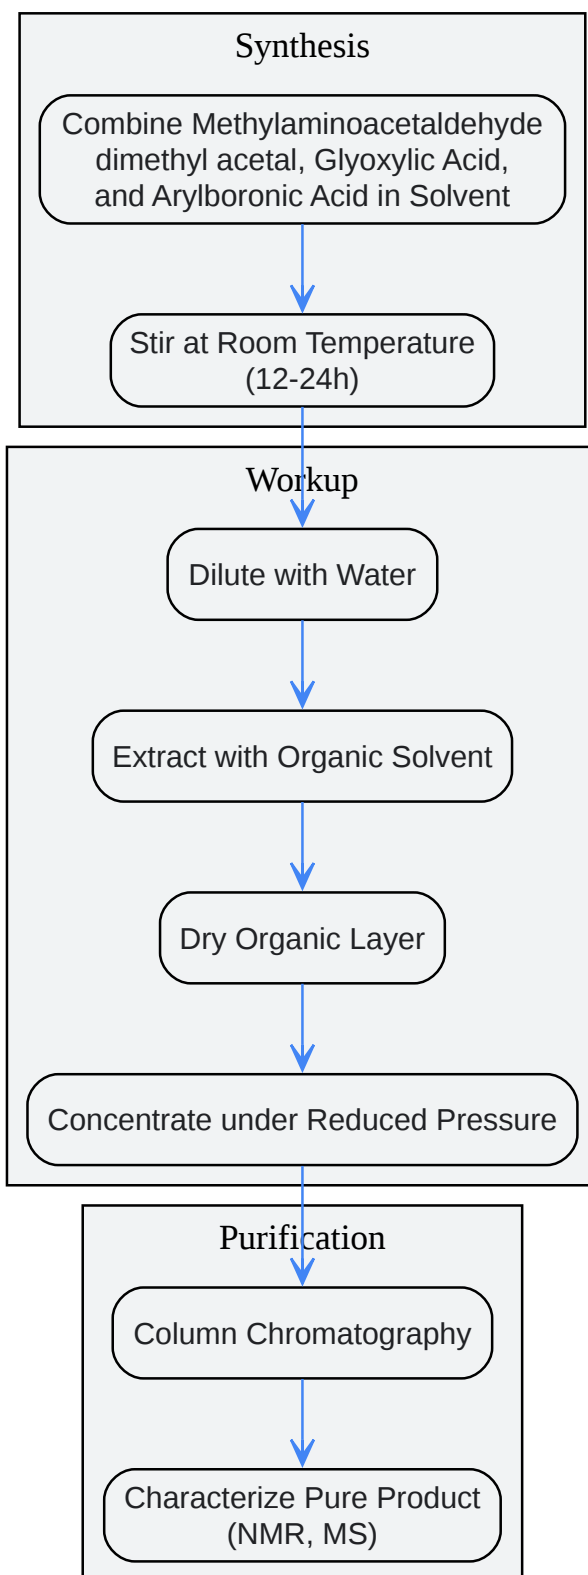 Synthesis
Combine Methylaminoacetaldehyde
dimethyl acetal, Glyoxylic Acid,
and Arylboronic Acid in Solvent
Stir at Room Temperature
(12-24h)
Workup
Dilute with Water
Extract with Organic Solvent
Dry Organic Layer
Concentrate under Reduced Pressure
Purification
Column Chromatography
Characterize Pure Product
(NMR, MS)